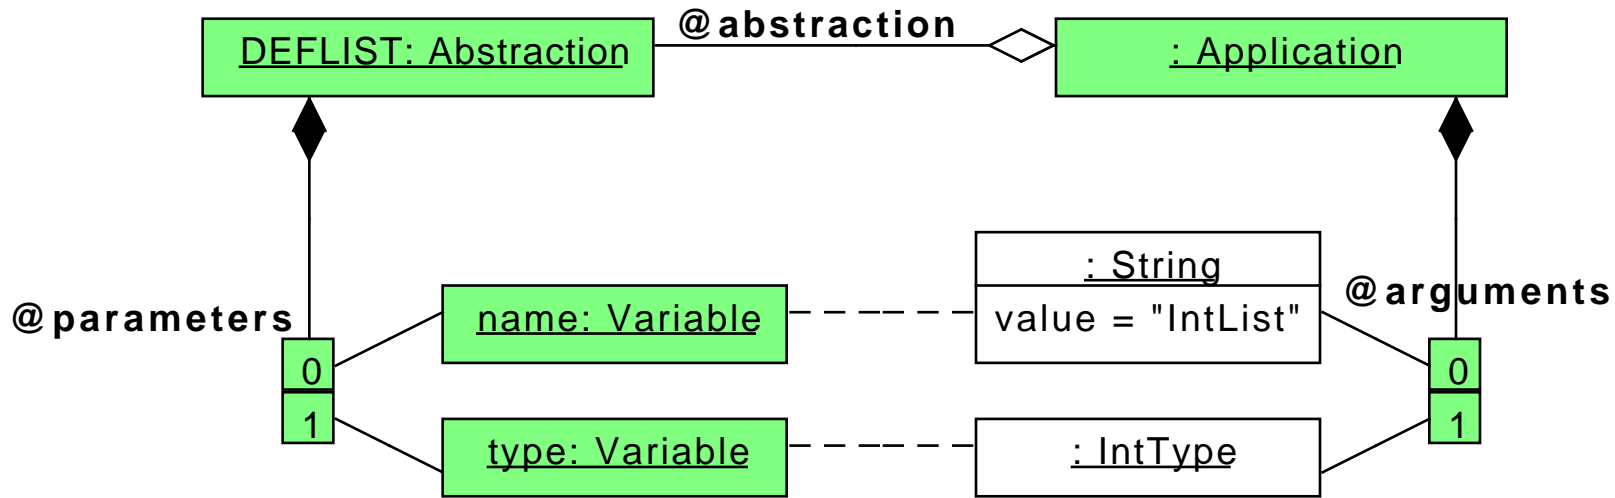 @abstraction
DEFLIST: Abstraction
: Application
: String
@parameters
name: Variable
value = "IntList"
@arguments
0
0
1
1
type: Variable
: IntType